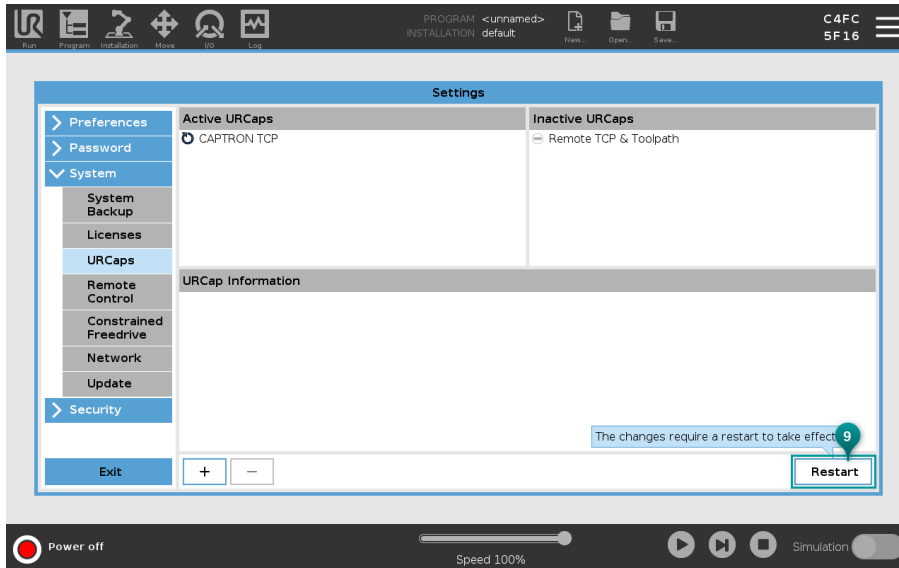 PROGRAM <unnamed>
INSTALLATION default
C4FC
5F16
Run
Program
Installation
Move
I/O
Log
New...
Open...
Save...
Settings
Preferences
Password
System
System
Backup
Licenses
URCaps
Remote
Control
Constrained
Freedrive
Network
Update
Security
Exit
Active URCaps
CAPTRON TCP
Inactive URCaps
Remote TCP & Toolpath
URCap Information
The changes require a restart to take effect
9
+
−
Restart
Power off
Speed 100%
Simulation